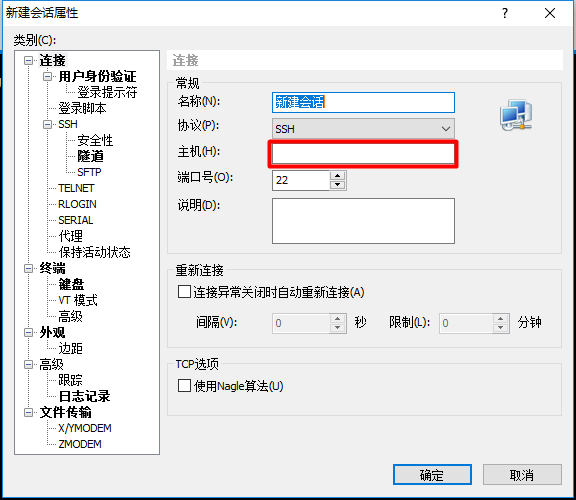 新建会话属性
类别(C):
连接
用户身份验证
登录提示符
登录脚本
SSH
安全性
隧道
SFTP
TELNET
RLOGIN
SERIAL
代理
保持活动状态
终端
键盘
VT 模式
高级
外观
边距
高级
跟踪
日志记录
文件传输
X/YMODEM
ZMODEM
连接
常规
名称(N): 新建会话
协议(P): SSH
主机(H):
端口号(O): 22
说明(D):
重新连接
连接异常关闭时自动重新连接(A)
间隔(V): 0 秒 限制(L): 0 分钟
TCP选项
使用Nagle算法(U)
确定 取消